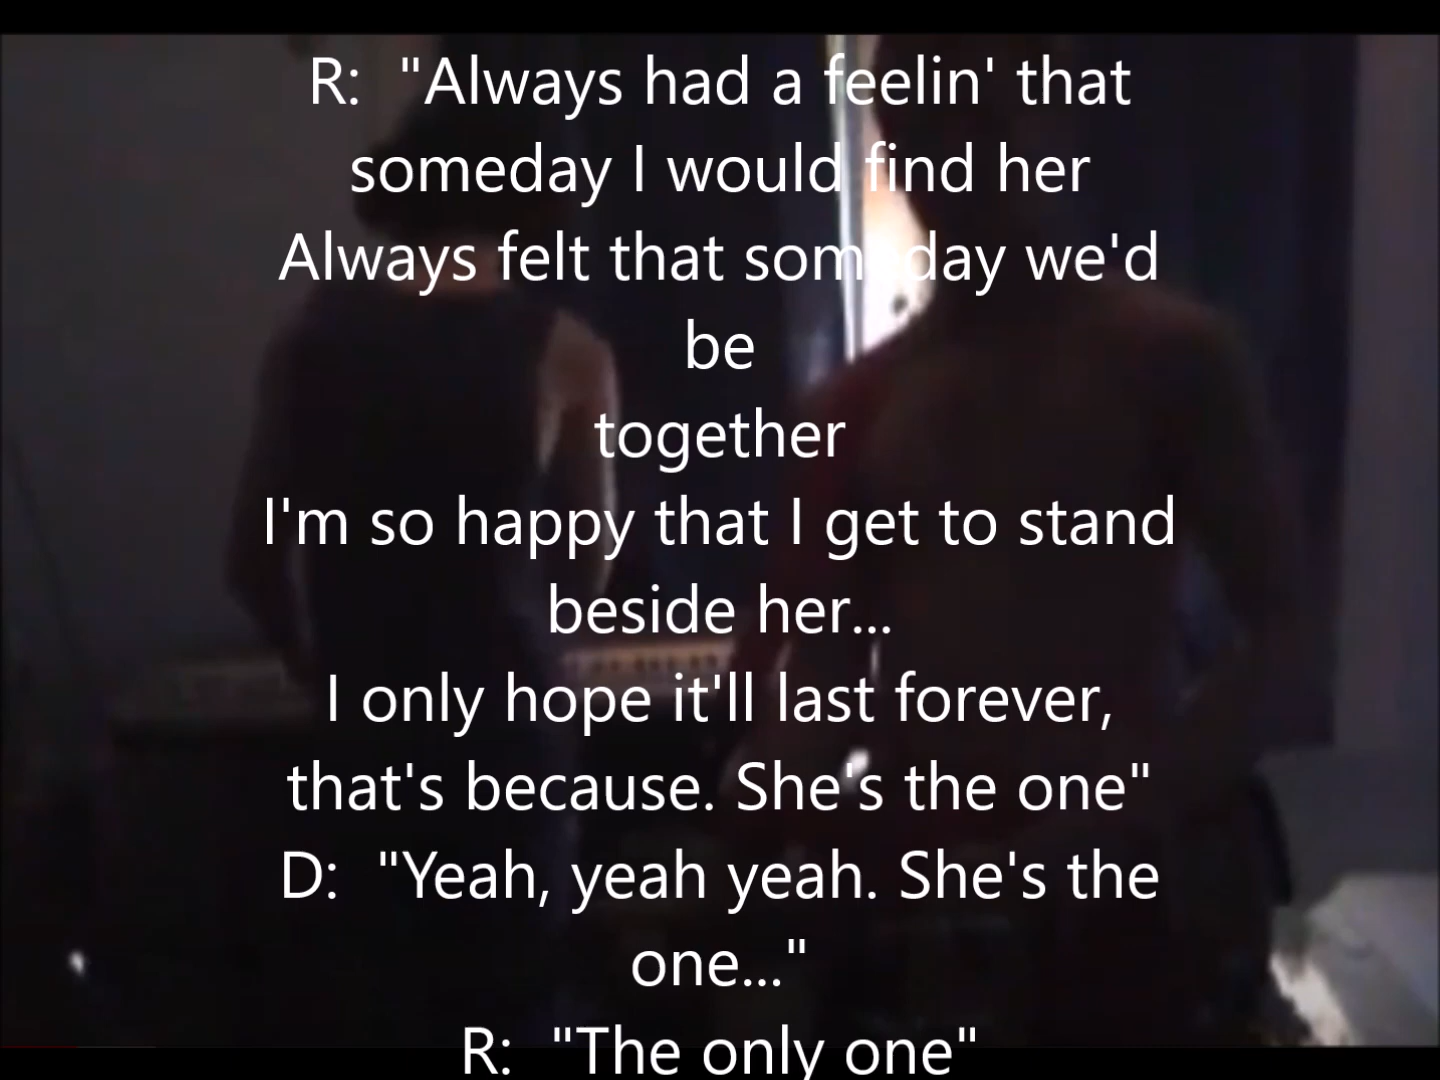 R:  "Always had a feelin' that
someday I would find her
Always felt that someday we'd
be
together
I'm so happy that I get to stand
beside her...
I only hope it'll last forever,
that's because. She's the one"
D:  "Yeah, yeah yeah. She's the
one..."
R:  "The only one"